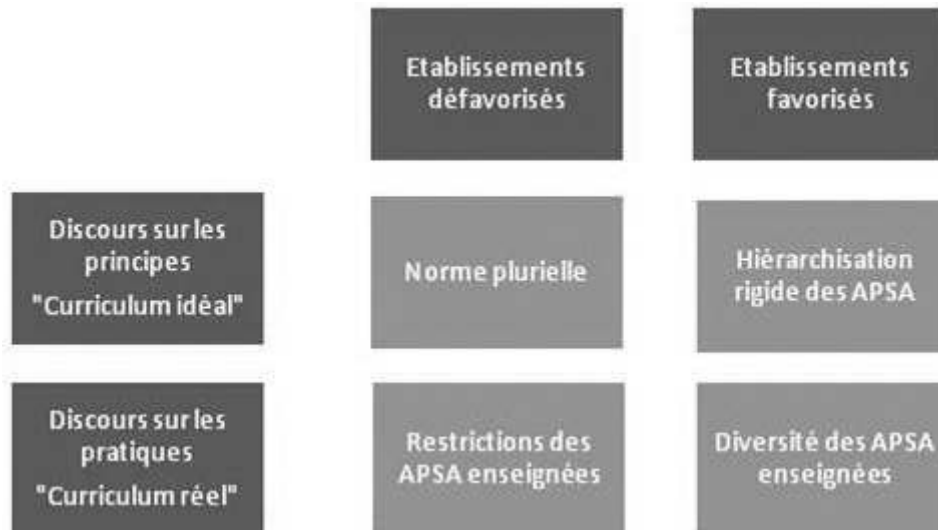 Etablissements
défavorisés
Etablissements
favorisés
Discours sur les
principes
"Curriculum idéal"
Norme plurielle
Hiérarchisation
rigide des APSA
Discours sur les
pratiques
"Curriculum réel"
Restrictions des
APSA enseignées
Diversité des APSA
enseignées